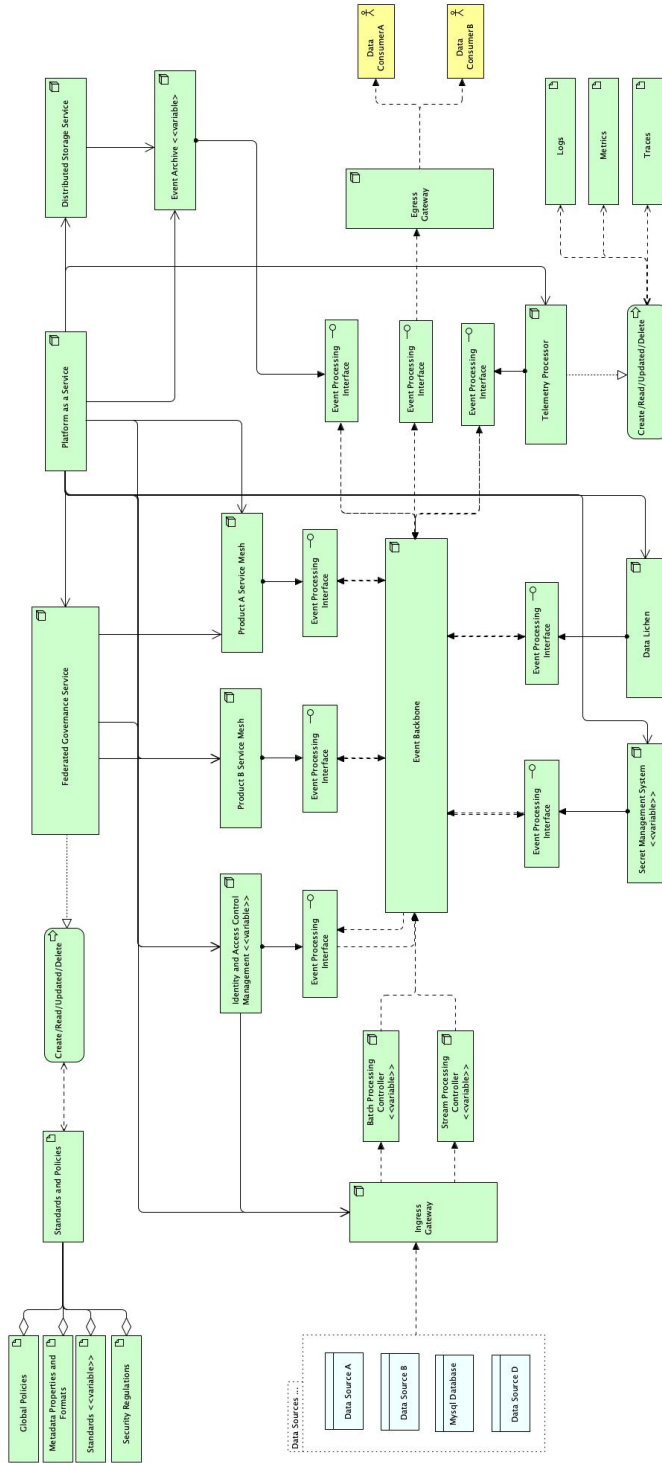 Global Policies
Metadata Properties and
Formats
Standards <<variable>>
Security Regulations
Standards and Policies
Create/Read/Updated/Delete
Federated Governance Service
Platform as a Service
Distributed Storage Service
Event Archive <<variable>
Identity and Access Control
Management <<variable>>
Product B Service Mesh
Product A Service Mesh
Event Processing
Interface
Event Processing
Interface
Event Processing
Interface
Event Processing
Interface
Event Processing
Interface
Event Processing
Interface
Data Sources ...
Data Source A
Data Source B
Mysql Database
Data Source D
Ingress
Gateway
Batch Processing
Controller
<<variable>>
Stream Processing
Controller
<<variable>>
Event Backbone
Egress
Gateway
Data
ConsumerA
Data
ConsumerB
Event Processing
Interface
Event Processing
Interface
Telemetry Processor
Logs
Metrics
Traces
Secret Management System
<<variable>>
Data Lichen
Create/Read/Updated/Delete